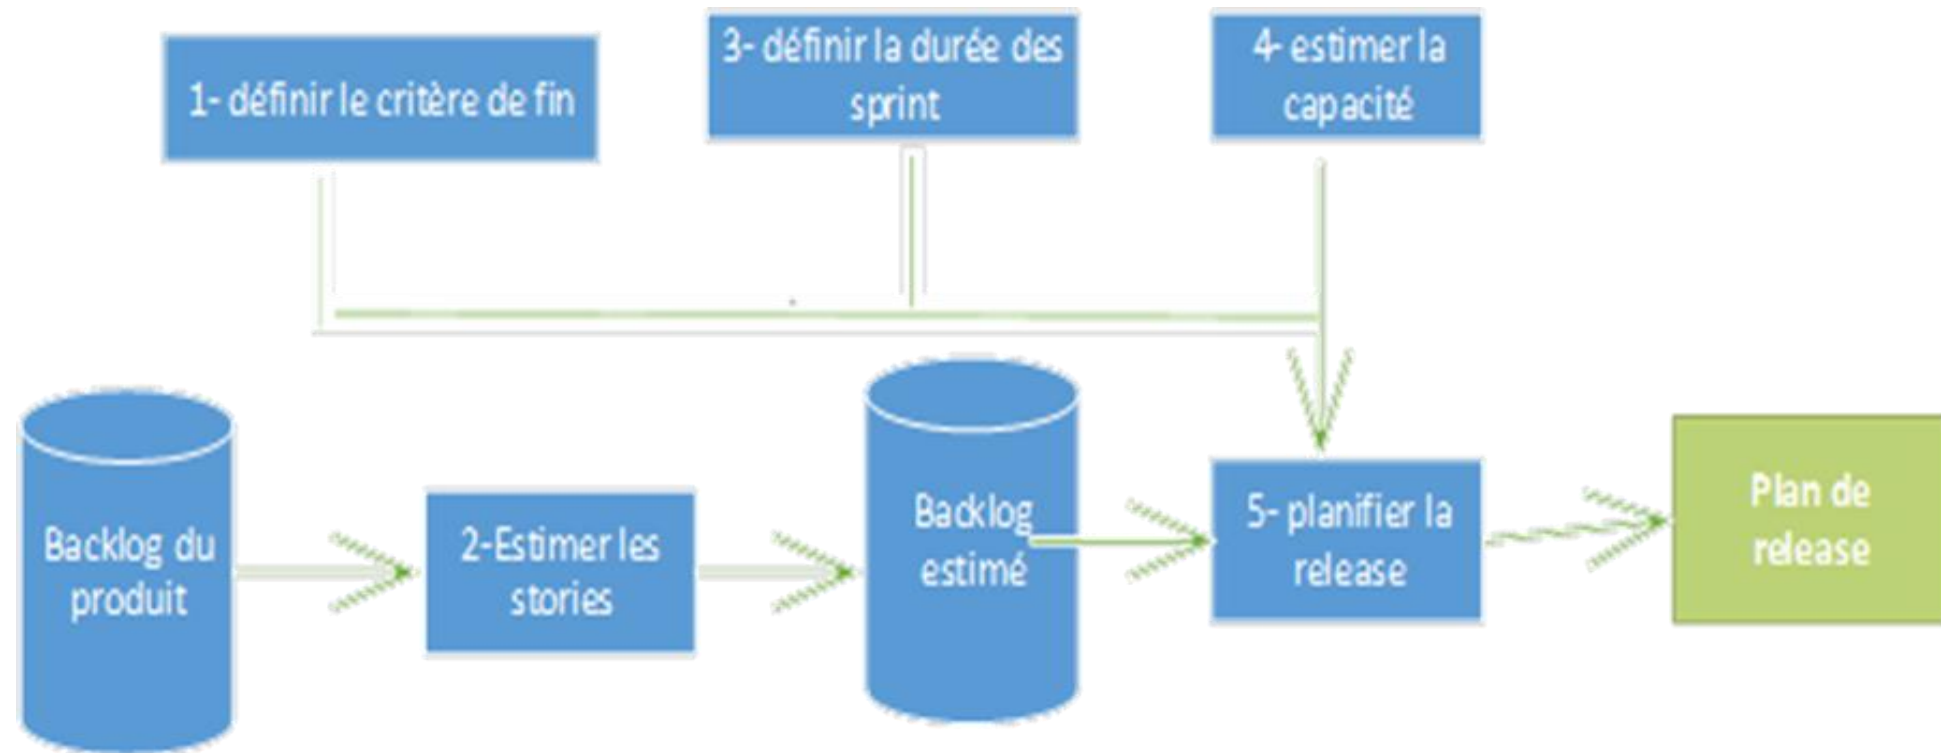 1- définir le critère de fin
3- définir la durée des
sprint
4- estimer la
capacité
Backlog du
produit
2-Estimer les
stories
Backlog
estimé
5- planifier la
release
Plan de
release